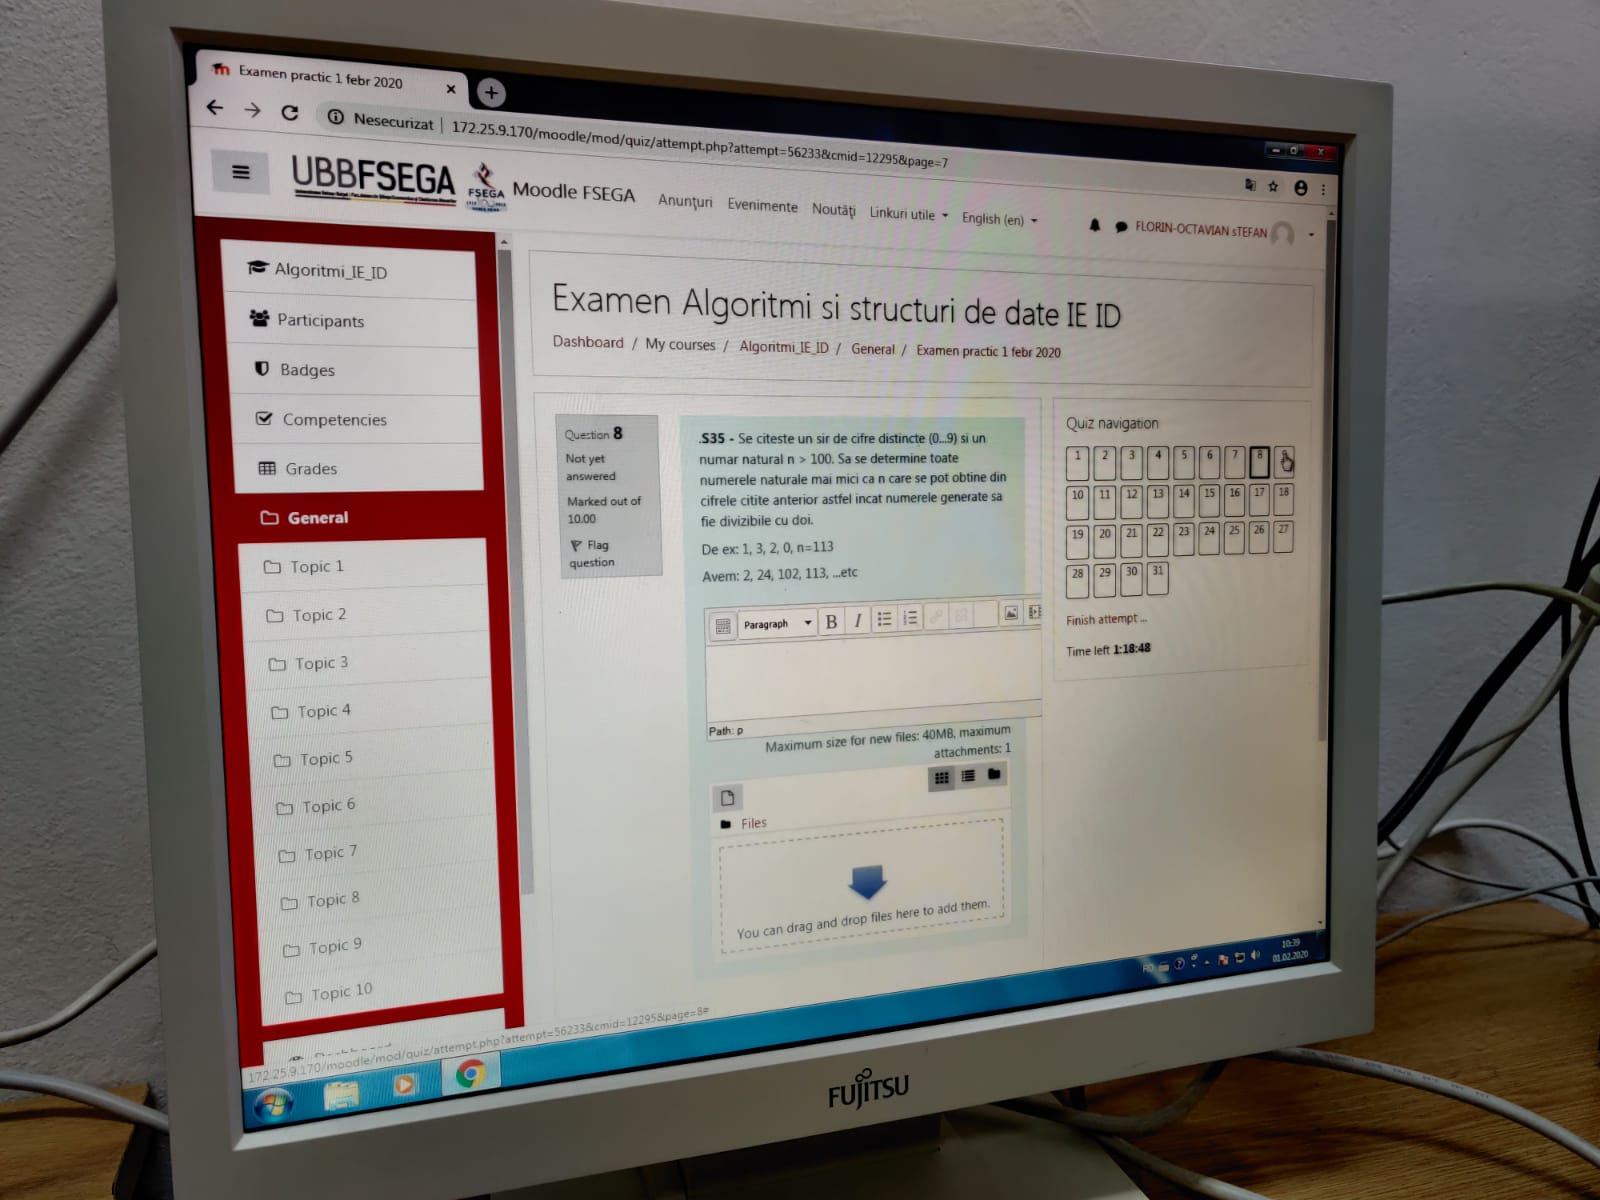 Examen practic 1 febr 2020
Nesecurizat
172.25.9.170/moodle/mod/quiz/attempt.php?attempt=56233&cmid=12295&page=7
UBBFSEGA
FSEGA
Moodle FSEGA
Anunțuri
Evenimente
Noutăți
Linkuri utile
English (en)
FLORIN-OCTAVIAN sTEFAN
Algoritmi_IE_ID
Participants
Badges
Competencies
Grades
General
Topic 1
Topic 2
Topic 3
Topic 4
Topic 5
Topic 6
Topic 7
Topic 8
Topic 9
Topic 10
Examen Algoritmi si structuri de date IE ID
Dashboard / My courses / Algoritmi_IE_ID / General / Examen practic 1 febr 2020
Question 8
Not yet
answered
Marked out of
10.00
Flag
question
.S35 - Se citeste un sir de cifre distincte (0...9) si un
numar natural n > 100. Sa se determine toate
numerele naturale mai mici ca n care se pot obtine din
cifrele citite anterior astfel incat numerele generate sa
fie divizibile cu doi.
De ex: 1, 3, 2, 0, n=113
Avem: 2, 24, 102, 113, ...etc
Paragraph
B I
Path: p
Maximum size for new files: 40MB, maximum
attachments: 1
Files
You can drag and drop files here to add them.
Quiz navigation
1 2 3 4 5 6 7 8 9
10 11 12 13 14 15 16 17 18
19 20 21 22 23 24 25 26 27
28 29 30 31
Finish attempt ...
Time left 1:18:48
172.25.9.170/moodle/mod/quiz/attempt.php?attempt=56233&cmid=12295&page=8#
RO
10:39
01.02.2020
FUJITSU